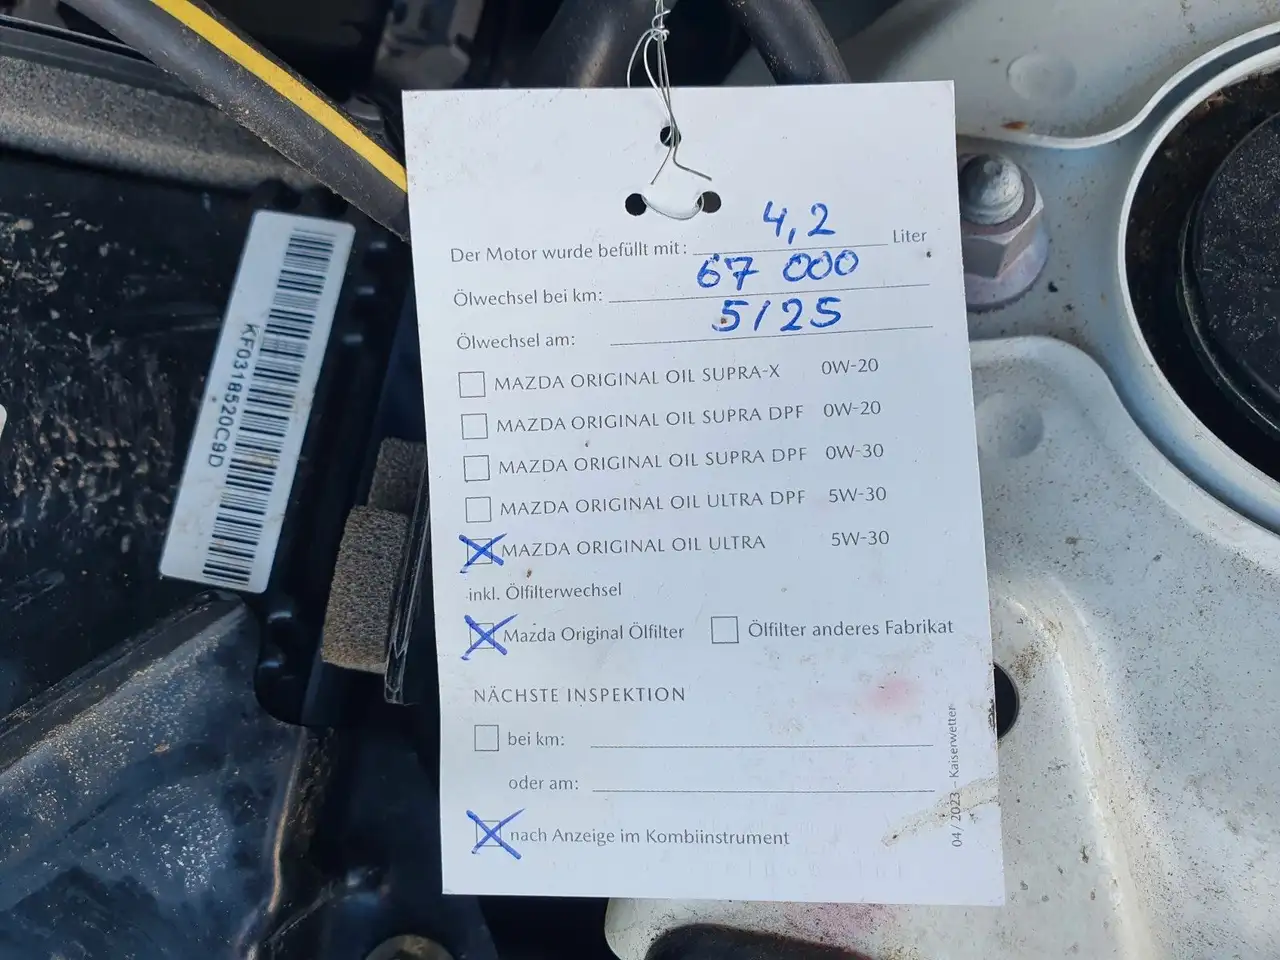 Der Motor wurde befüllt mit: 4,2 Liter
Ölwechsel bei km: 67 000
Ölwechsel am: 5/25
MAZDA ORIGINAL OIL SUPRA-X 0W-20
MAZDA ORIGINAL OIL SUPRA DPF 0W-20
MAZDA ORIGINAL OIL SUPRA DPF 0W-30
MAZDA ORIGINAL OIL ULTRA DPF 5W-30
MAZDA ORIGINAL OIL ULTRA 5W-30
inkl. Ölfilterwechsel
Mazda Original Ölfilter Ölfilter anderes Fabrikat
NÄCHSTE INSPEKTION
bei km:
oder am:
nach Anzeige im Kombiinstrument
04/2023 – Kaiserwetter
KF0318520C9D